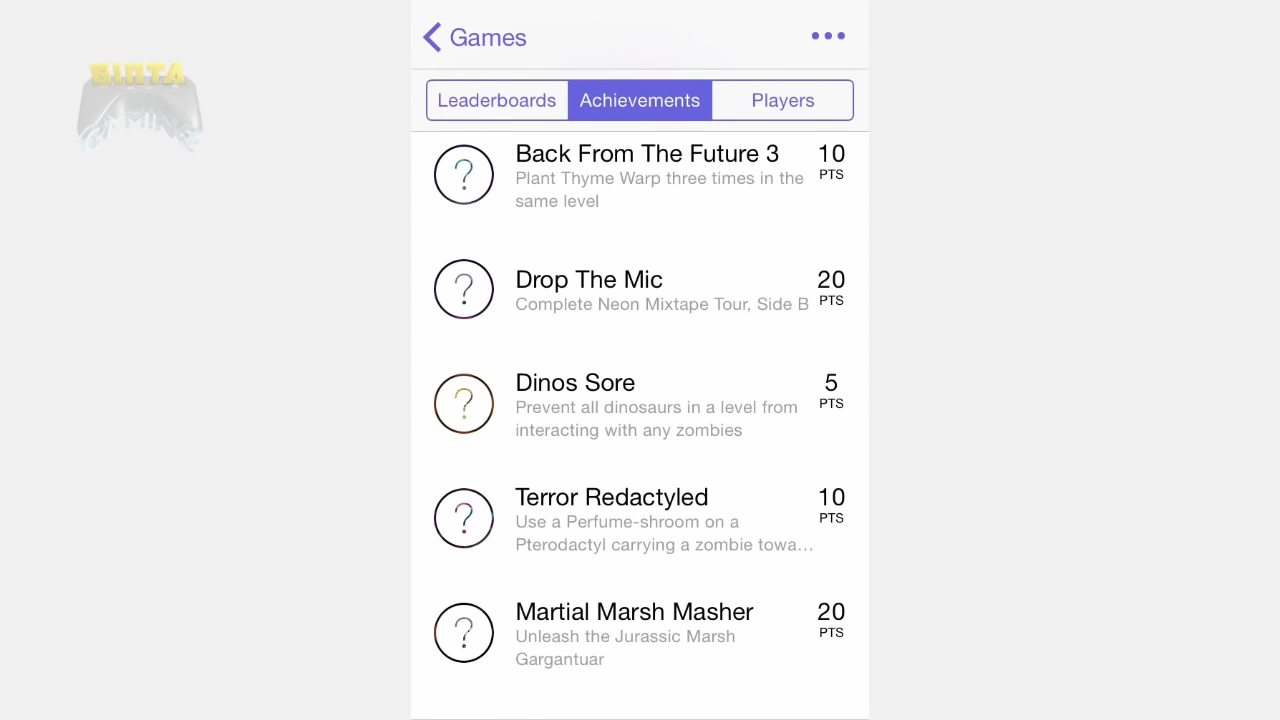 ВІПТА
Games
Leaderboards
Achievements
Players
Back From The Future 3
10
PTS
Plant Thyme Warp three times in the
same level
Drop The Mic
20
PTS
Complete Neon Mixtape Tour, Side B
Dinos Sore
5
PTS
Prevent all dinosaurs in a level from
interacting with any zombies
Terror Redactyled
10
PTS
Use a Perfume-shroom on a
Pterodactyl carrying a zombie towa…
Martial Marsh Masher
20
PTS
Unleash the Jurassic Marsh
Gargantuar